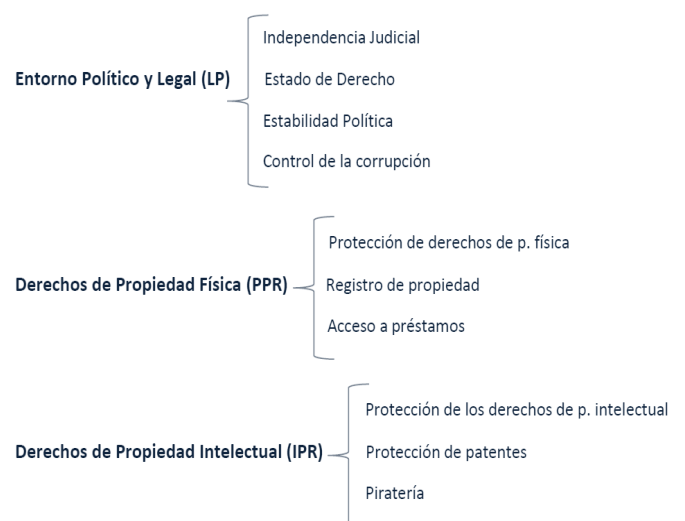 Independencia Judicial
Entorno Político y Legal (LP)
Estado de Derecho
Estabilidad Política
Control de la corrupción
Protección de derechos de p. física
Derechos de Propiedad Física (PPR)
Registro de propiedad
Acceso a préstamos
Protección de los derechos de p. intelectual
Derechos de Propiedad Intelectual (IPR)
Protección de patentes
Piratería